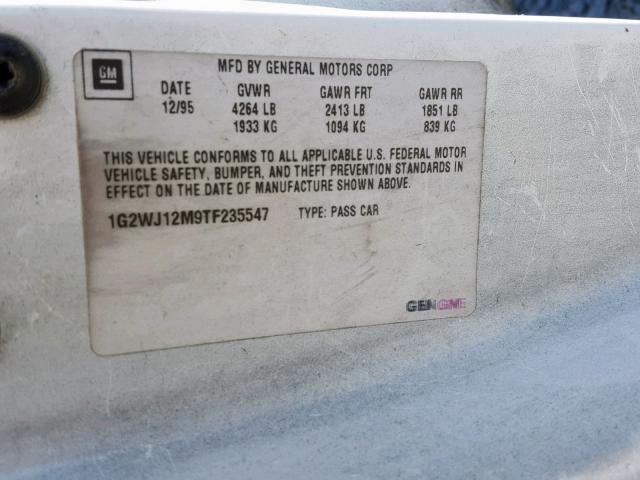 GM
MFD BY GENERAL MOTORS CORP
DATE GVWR GAWR FRT GAWR RR
12/95 4264 LB 2413 LB 1851 LB
1933 KG 1094 KG 839 KG
THIS VEHICLE CONFORMS TO ALL APPLICABLE U.S. FEDERAL MOTOR
VEHICLE SAFETY, BUMPER, AND THEFT PREVENTION STANDARDS IN
EFFECT ON THE DATE OF MANUFACTURE SHOWN ABOVE.
1G2WJ12M9TF235547 TYPE: PASS CAR